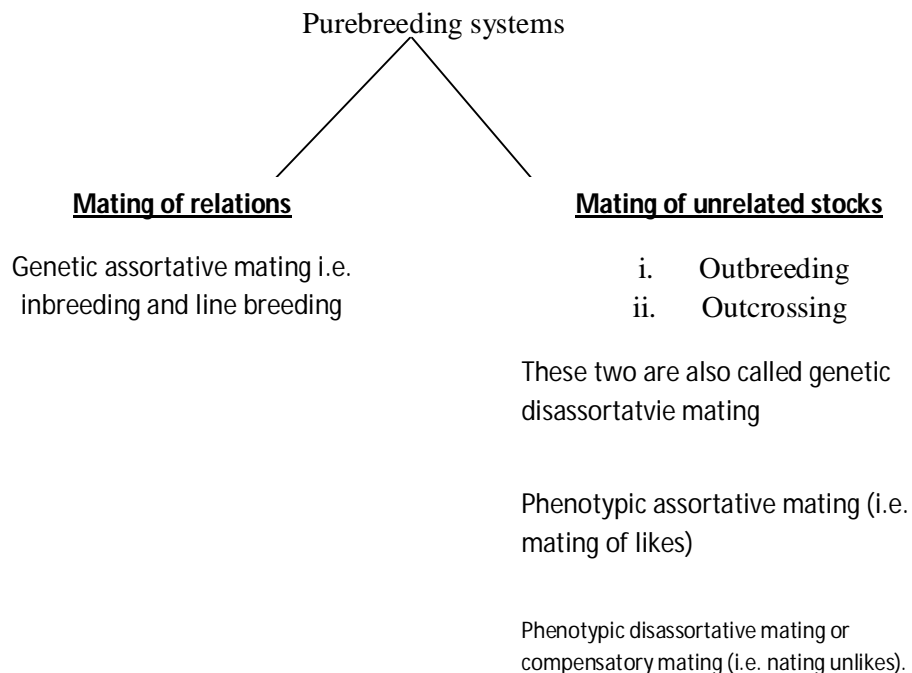 Purebreeding systems
Mating of relations
Genetic assortative mating i.e.
inbreeding and line breeding
Mating of unrelated stocks
i. Outbreeding
ii. Outcrossing
These two are also called genetic
disassortatvie mating
Phenotypic assortative mating (i.e.
mating of likes)
Phenotypic disassortative mating or
compensatory mating (i.e. nating unlikes).